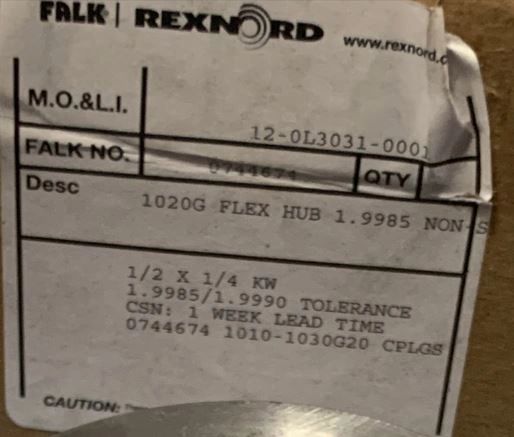 FALK | REXNORD
www.rexnord.c
M.O.&L.I.
12-0L3031-0001
FALK NO.
0744674
QTY
Desc
1020G FLEX HUB 1.9985 NON-S
1/2 X 1/4 KW
1.9985/1.9990 TOLERANCE
CSN: 1 WEEK LEAD TIME
0744674 1010-1030G20 CPLGS
CAUTION: